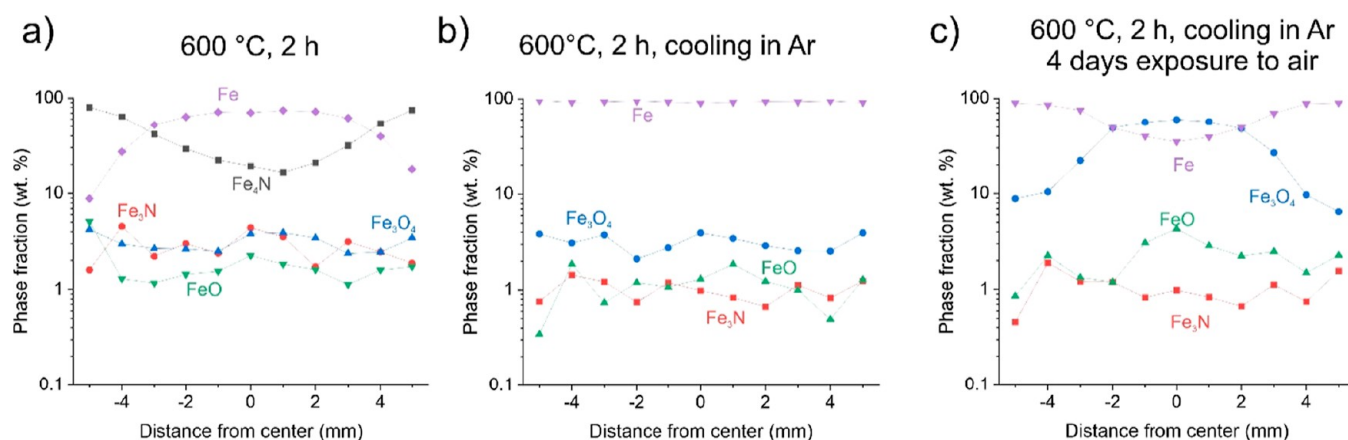 a)
600 °C, 2 h
Phase fraction (wt. %)
100
10
1
0.1
Fe
Fe₄N
Fe₃N
Fe₃O₄
FeO
-4 -2 0 2 4
Distance from center (mm)
b)
600°C, 2 h, cooling in Ar
Phase fraction (wt. %)
100
10
1
0.1
Fe
Fe₃O₄
FeO
Fe₃N
-4 -2 0 2 4
Distance from center (mm)
c)
600 °C, 2 h, cooling in Ar
4 days exposure to air
Phase fraction (wt. %)
100
10
1
0.1
Fe
Fe₃O₄
FeO
Fe₃N
-4 -2 0 2 4
Distance from center (mm)